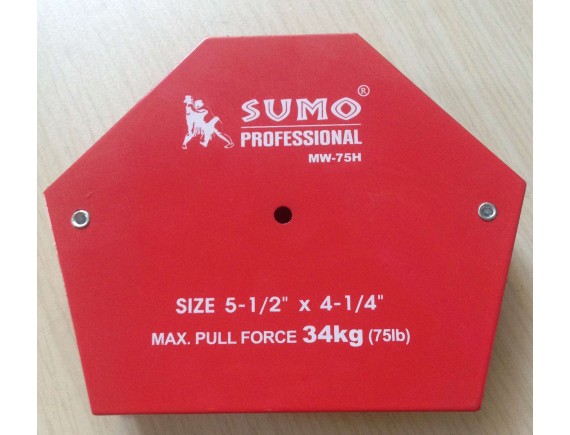 SUMO®
PROFESSIONAL
MW-75H
SIZE 5-1/2" x 4-1/4"
MAX. PULL FORCE 34kg (75lb)